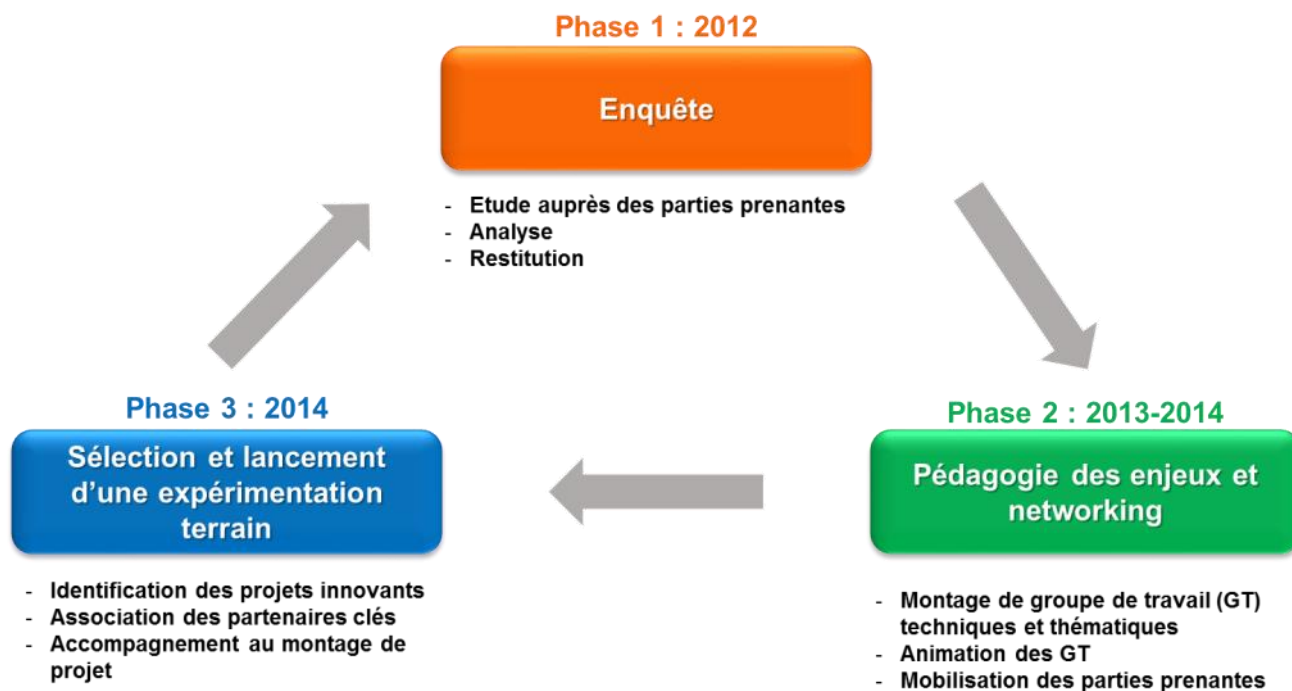 Phase 1 : 2012
Enquête
- Etude auprès des parties prenantes
- Analyse
- Restitution
Phase 2 : 2013-2014
Pédagogie des enjeux et
networking
- Montage de groupe de travail (GT)
techniques et thématiques
- Animation des GT
- Mobilisation des parties prenantes
Phase 3 : 2014
Sélection et lancement
d’une expérimentation
terrain
- Identification des projets innovants
- Association des partenaires clés
- Accompagnement au montage de
projet